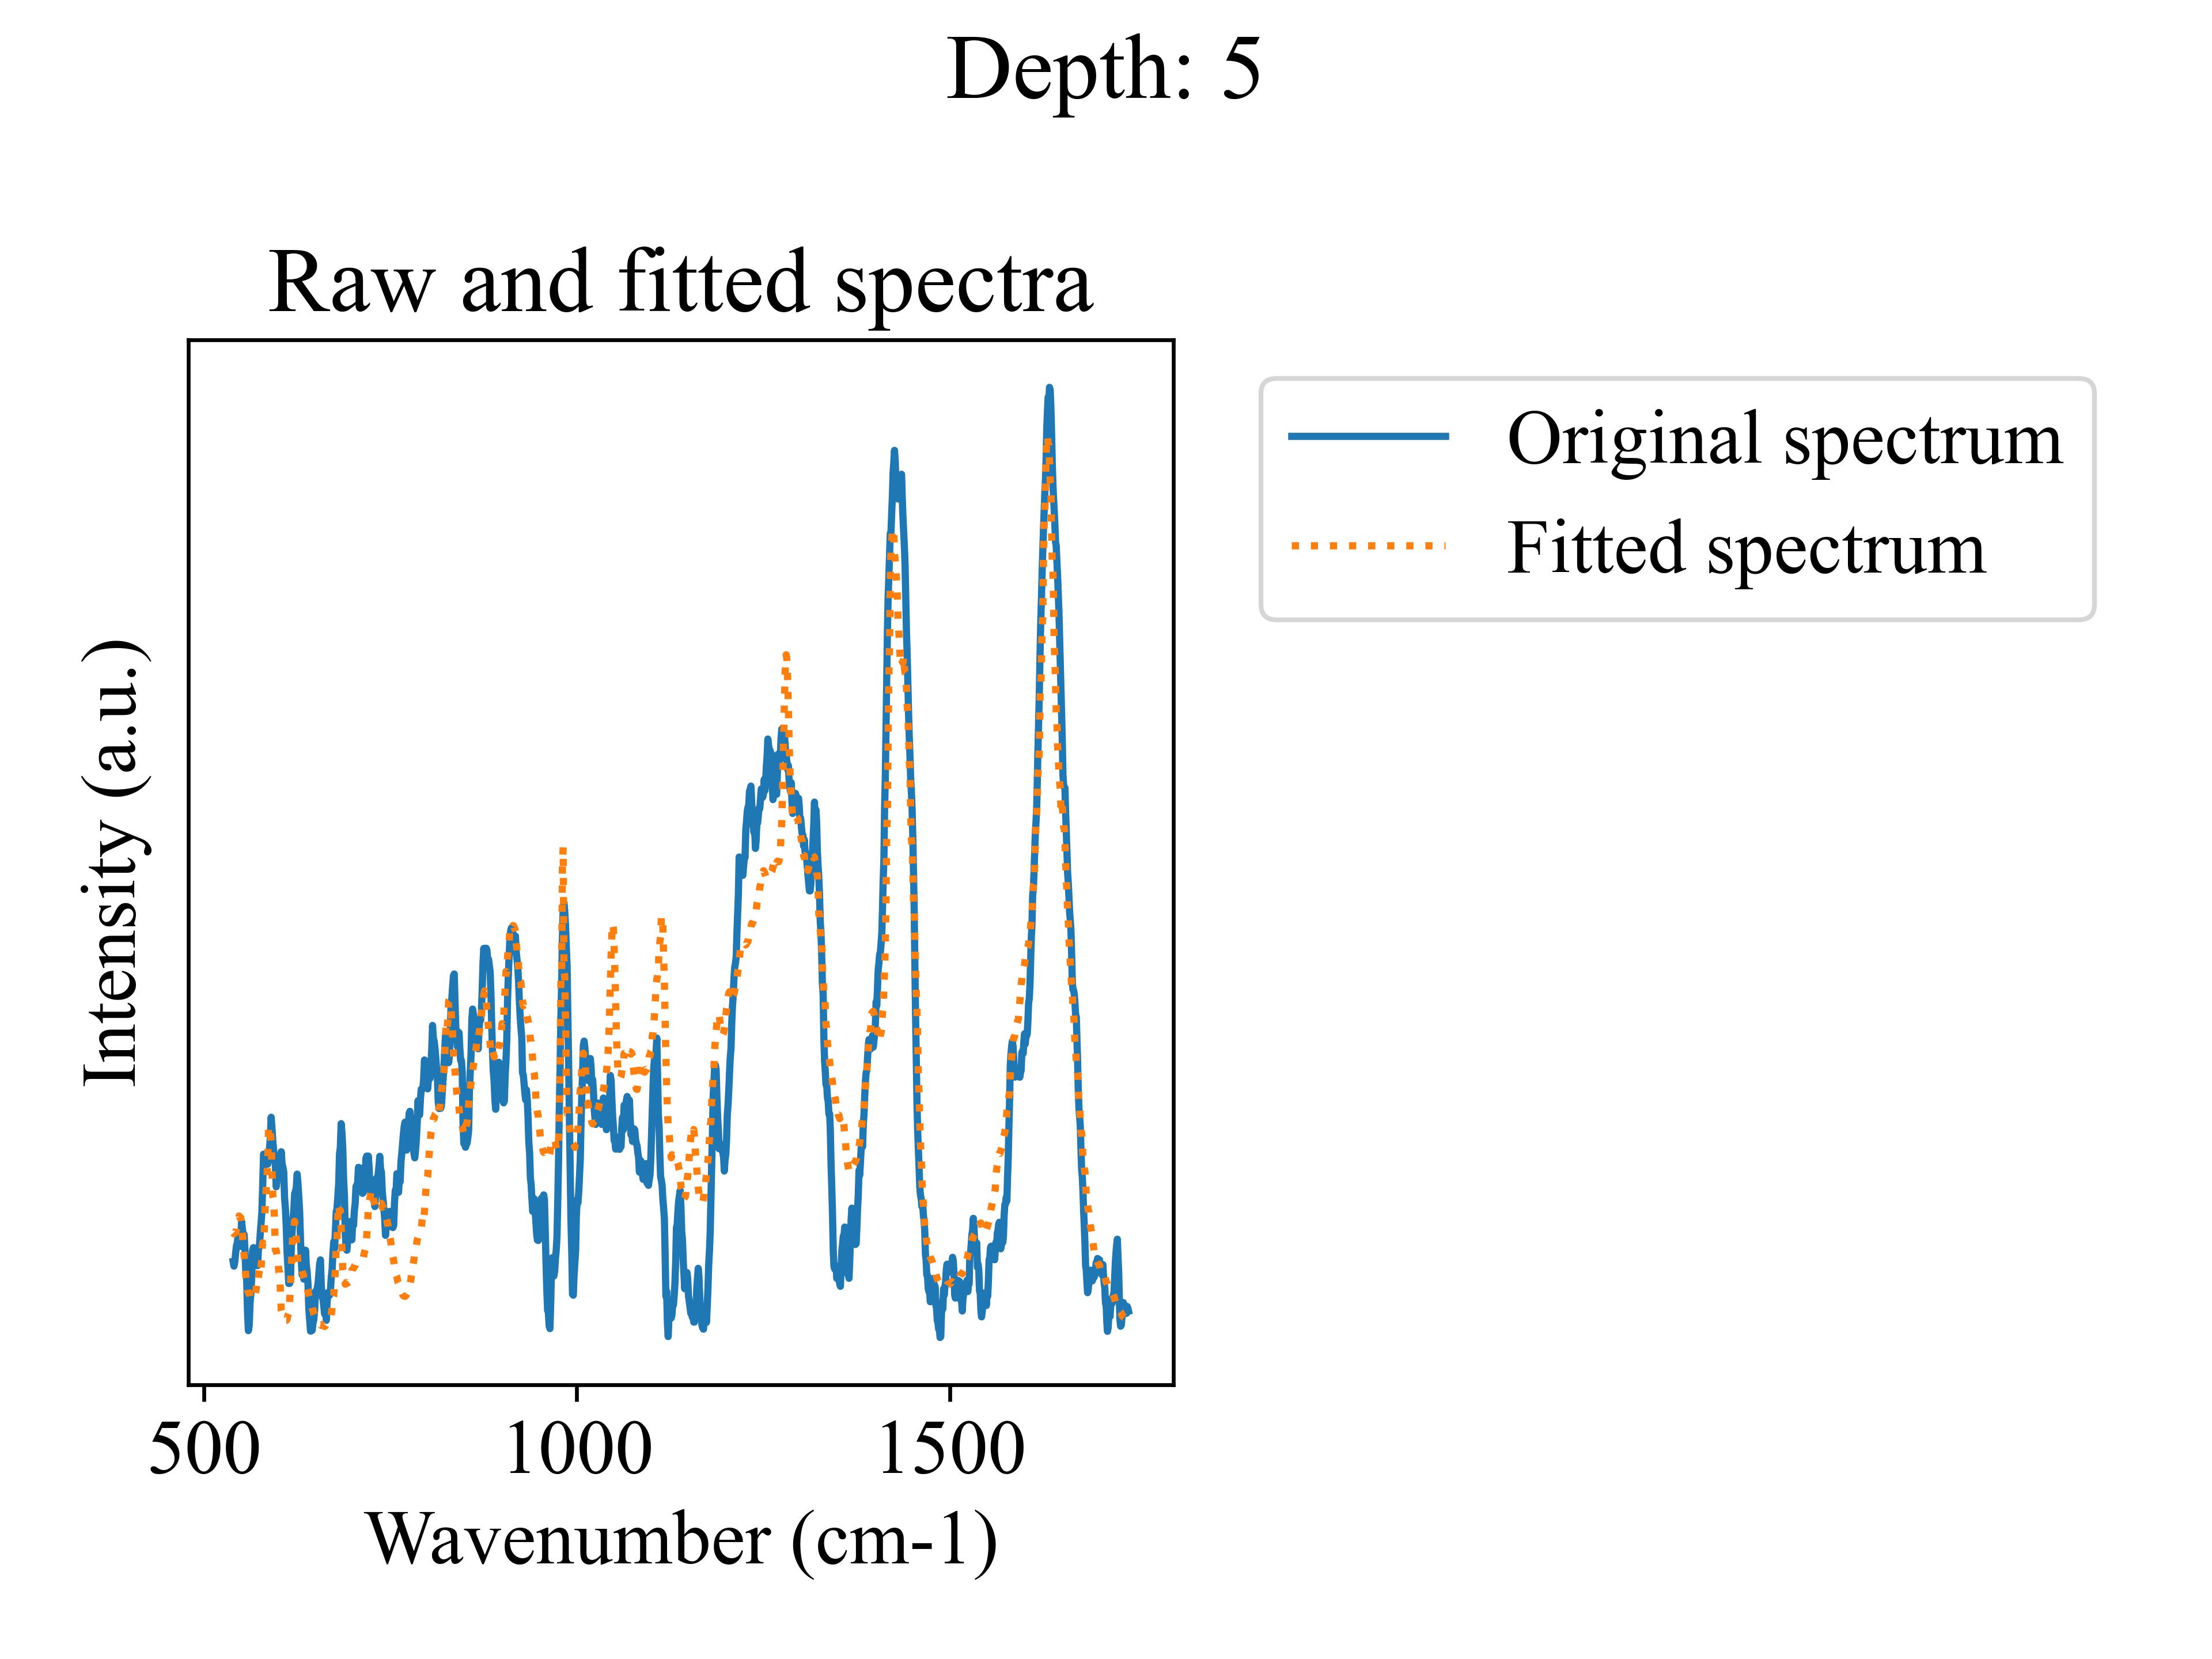 Depth: 5
Raw and fitted spectra
Original spectrum
Fitted spectrum
Intensity (a.u.)
500 1000 1500
Wavenumber (cm-1)